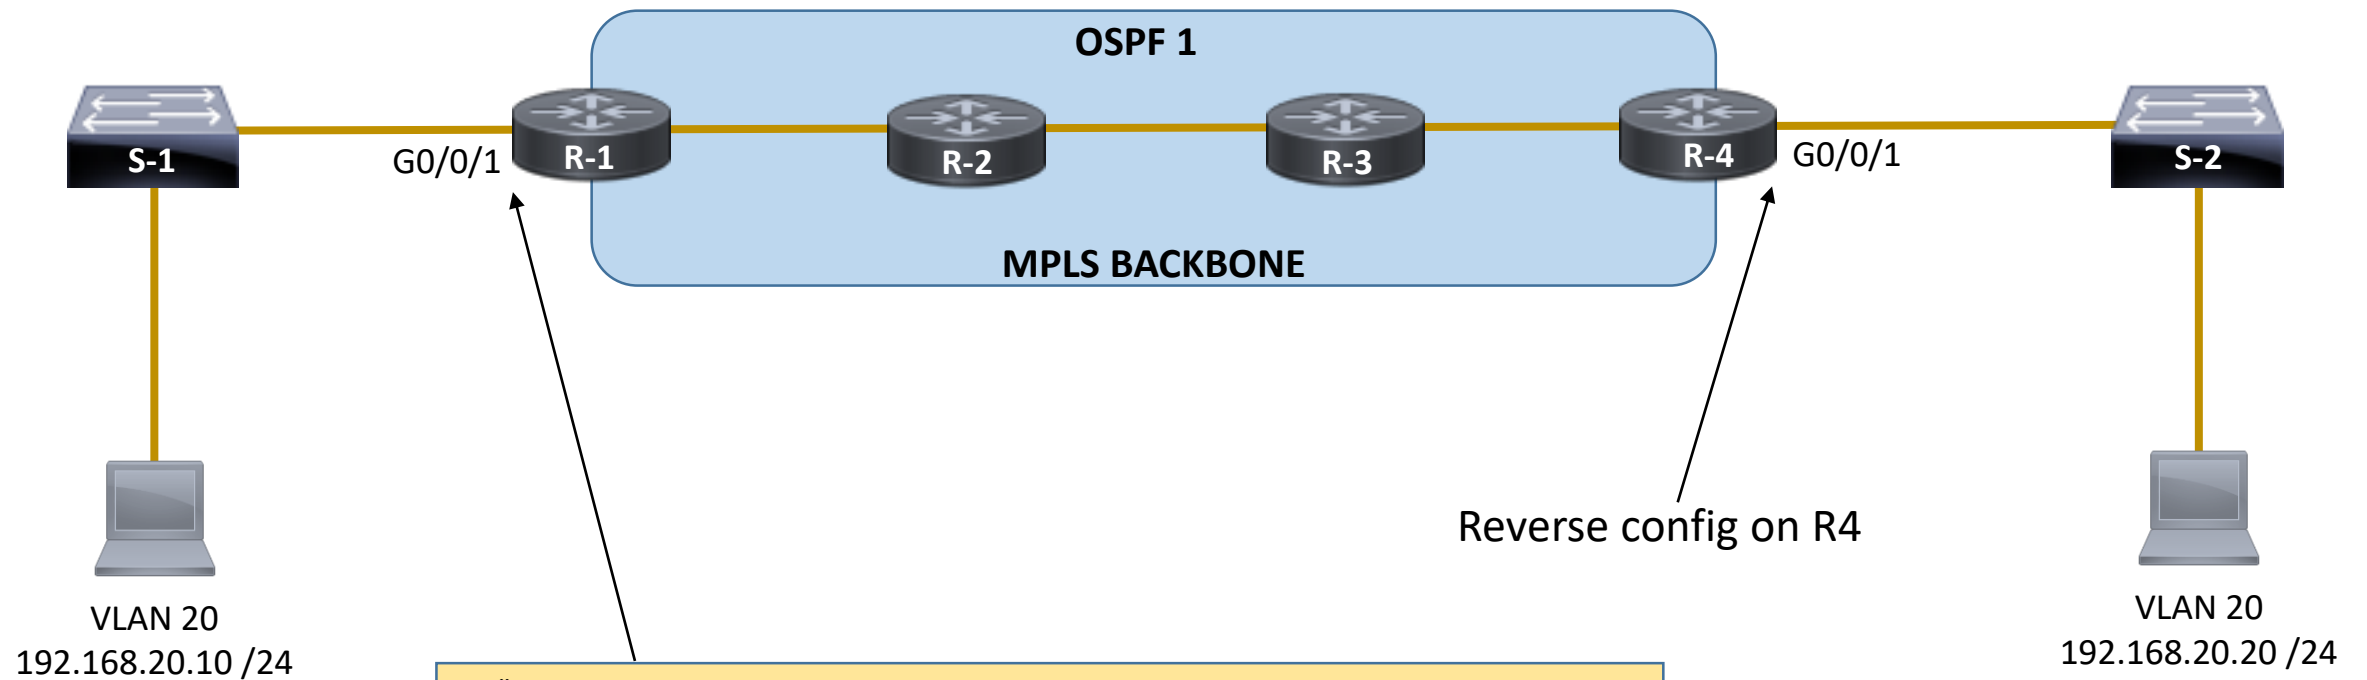 OSPF 1
S-1
G0/0/1
R-1
R-2
R-3
R-4
G0/0/1
S-2
MPLS BACKBONE
Reverse config on R4
VLAN 20
192.168.20.10 /24
VLAN 20
192.168.20.20 /24